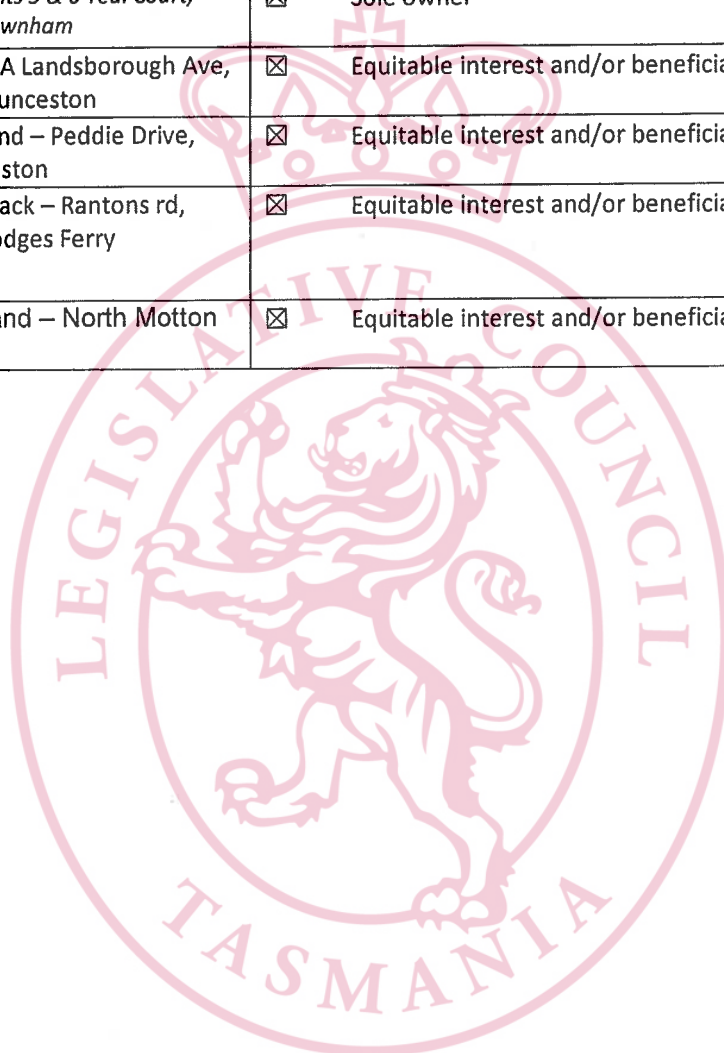 Sole owner
wnham
A Landsborough Ave, ☒ Equitable interest and/or beneficia
unceston
nd – Peddie Drive, ☒ Equitable interest and/or beneficia
ston
ack – Rantons rd, ☒ Equitable interest and/or beneficia
odges Ferry
and – North Motton ☒ Equitable interest and/or beneficia
LEGISLATIVE COUNCIL
TASMANIA